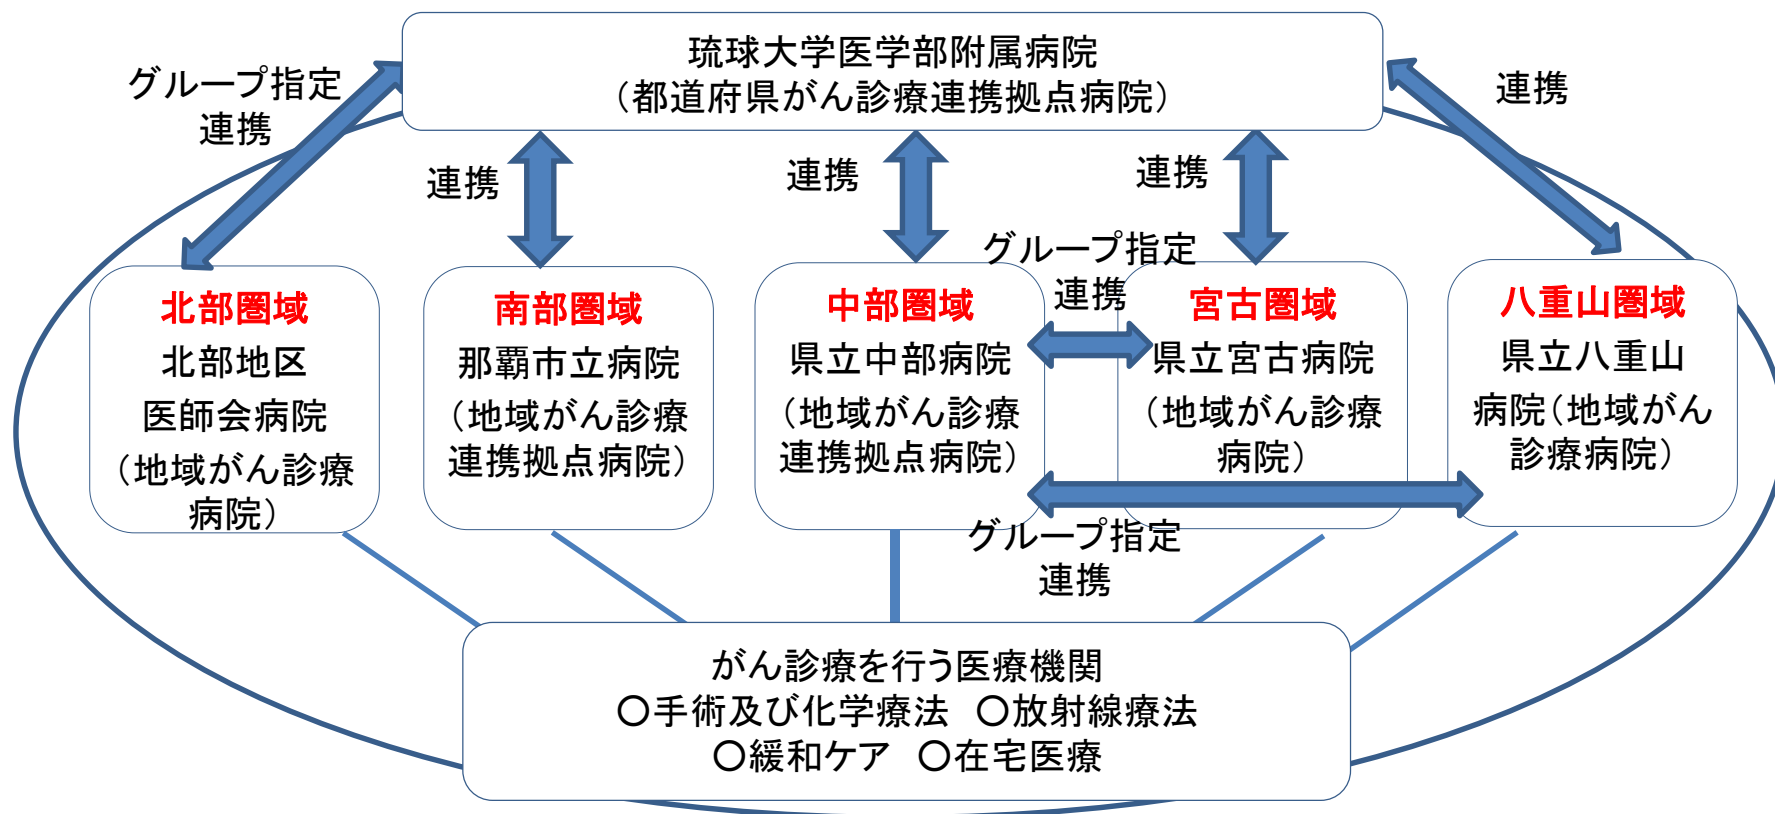 琉球大学医学部附属病院
（都道府県がん診療連携拠点病院）
グループ指定
連携
連携
連携
連携
連携
グループ指定
連携
北部圏域
北部地区
医師会病院
（地域がん診療
病院）
南部圏域
那覇市立病院
（地域がん診療
連携拠点病院）
中部圏域
県立中部病院
（地域がん診療
連携拠点病院）
宮古圏域
県立宮古病院
（地域がん診療
病院）
八重山圏域
県立八重山
病院（地域がん
診療病院）
グループ指定
連携
がん診療を行う医療機関
○手術及び化学療法　○放射線療法
○緩和ケア　○在宅医療